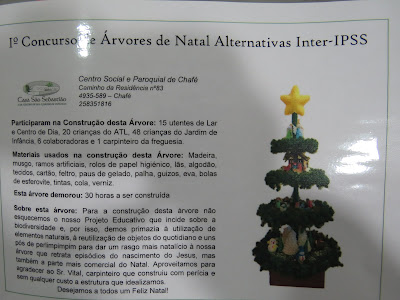 Iº Concurso de Árvores de Natal Alternativas Inter-IPSS
Centro Social e Paroquial de Chafé
Caminho da Residência nº83
4935-589 – Chafé
258351816
Casa São Sebastião
Participaram na Construção desta Árvore: 15 utentes de Lar
e Centro de Dia, 20 crianças do ATL, 48 crianças do Jardim de
Infância, 6 colaboradoras e 1 carpinteiro da freguesia.
Materiais usados na construção desta Árvore: Madeira,
musgo, ramos artificiais, rolos de papel higiénico, lãs, algodão,
tecidos, cartão, feltro, paus de gelado, palha, guizos, eva, bolas
de esferovite, tintas, cola, verniz.
Esta árvore demorou: 30 horas a ser construída
Sobre esta árvore: Para a construção desta árvore não
esquecemos o nosso Projeto Educativo que incide sobre a
biodiversidade e, por isso, demos primazia à utilização de
elementos naturais, à reutilização de objetos do quotidiano e uns
pós de perlimpimpim para dar um rasgo mais natalício à nossa
árvore que retrata episódios do nascimento do Jesus, mas
também a parte mais comercial do Natal. Aproveitamos para
agradecer ao Sr. Vital, carpinteiro que construiu com perícia e
sem qualquer custo a estrutura que idealizamos.
Desejamos a todos um Feliz Natal!